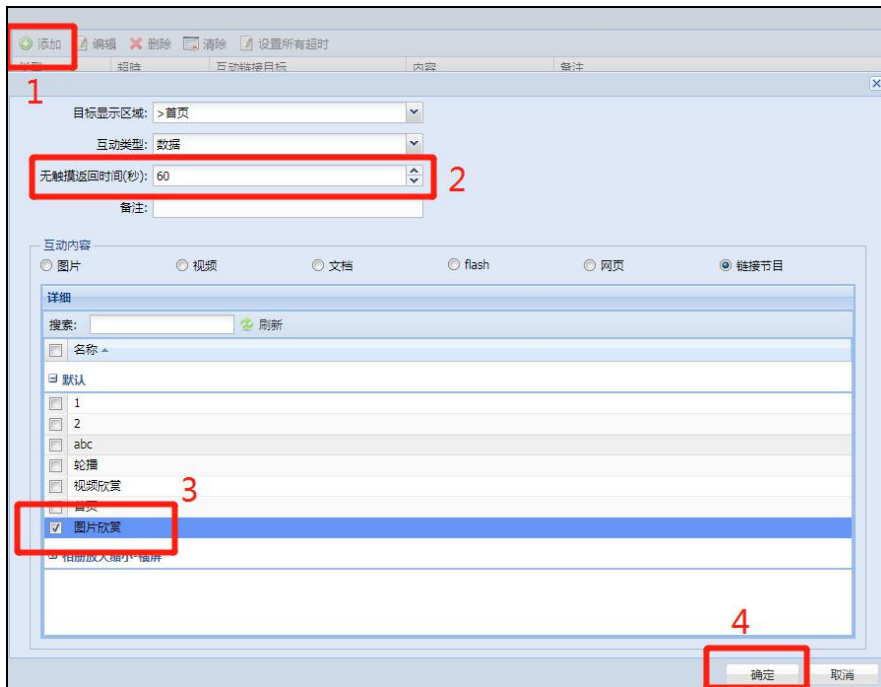 添加 编辑 删除 清除 设置所有超时
类型 超时 互动链接目标 内容 备注
1
目标显示区域: >首页
互动类型: 数据
无触摸返回时间(秒): 60
2
备注:
互动内容
图片 视频 文档 flash 网页 链接节目
详细
搜索: 刷新
名称
默认
1
2
abc
轮播
视频欣赏
3
首页
图片欣赏
相册放大缩小-横屏
4
确定 取消